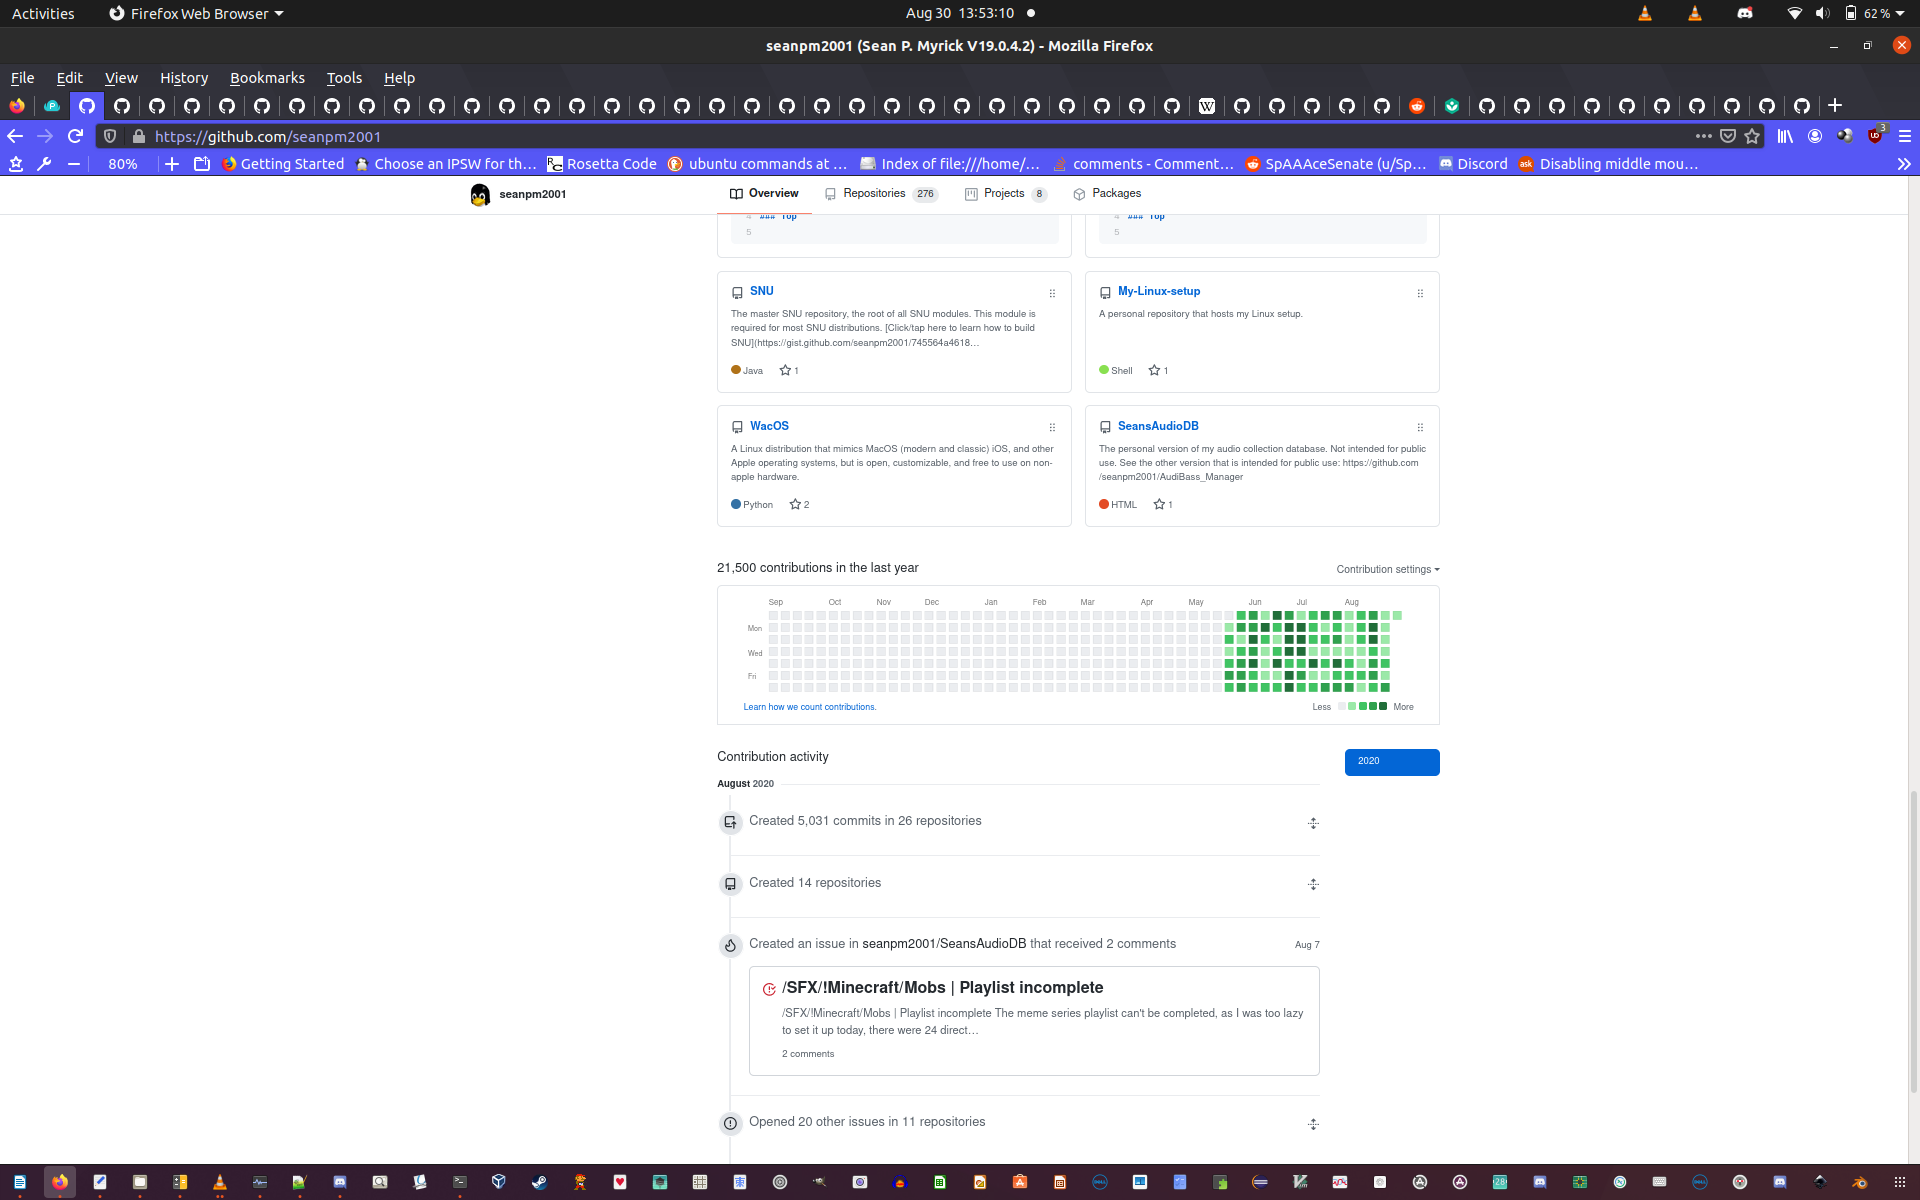 Activities
Firefox Web Browser
Aug 30 13:53:10
62 %
seanpm2001 (Sean P. Myrick V19.0.4.2) - Mozilla Firefox
File Edit View History Bookmarks Tools Help
https://github.com/seanpm2001
3
80%
Getting Started
Choose an IPSW for th…
Rosetta Code
ubuntu commands at …
Index of file:///home/…
comments - Comment…
SpAAAceSenate (u/Sp…
Discord
Disabling middle mou…
seanpm2001
Overview
Repositories 276
Projects 8
Packages
4 ### Top
5
4 ### Top
5
SNU
The master SNU repository, the root of all SNU modules. This module is
required for most SNU distributions. [Click/tap here to learn how to build
SNU](https://gist.github.com/seanpm2001/745564a4618…
Java 1
My-Linux-setup
A personal repository that hosts my Linux setup.
Shell 1
WacOS
A Linux distribution that mimics MacOS (modern and classic) iOS, and other
Apple operating systems, but is open, customizable, and free to use on non-
apple hardware.
Python 2
SeansAudioDB
The personal version of my audio collection database. Not intended for public
use. See the other version that is intended for public use: https://github.com
/seanpm2001/AudiBass_Manager
HTML 1
21,500 contributions in the last year
Contribution settings
Sep Oct Nov Dec Jan Feb Mar Apr May Jun Jul Aug
Mon
Wed
Fri
Learn how we count contributions.
Less More
Contribution activity
2020
August 2020
Created 5,031 commits in 26 repositories
Created 14 repositories
Created an issue in seanpm2001/SeansAudioDB that received 2 comments
Aug 7
/SFX/!Minecraft/Mobs | Playlist incomplete
/SFX/!Minecraft/Mobs | Playlist incomplete The meme series playlist can't be completed, as I was too lazy
to set it up today, there were 24 direct…
2 comments
Opened 20 other issues in 11 repositories